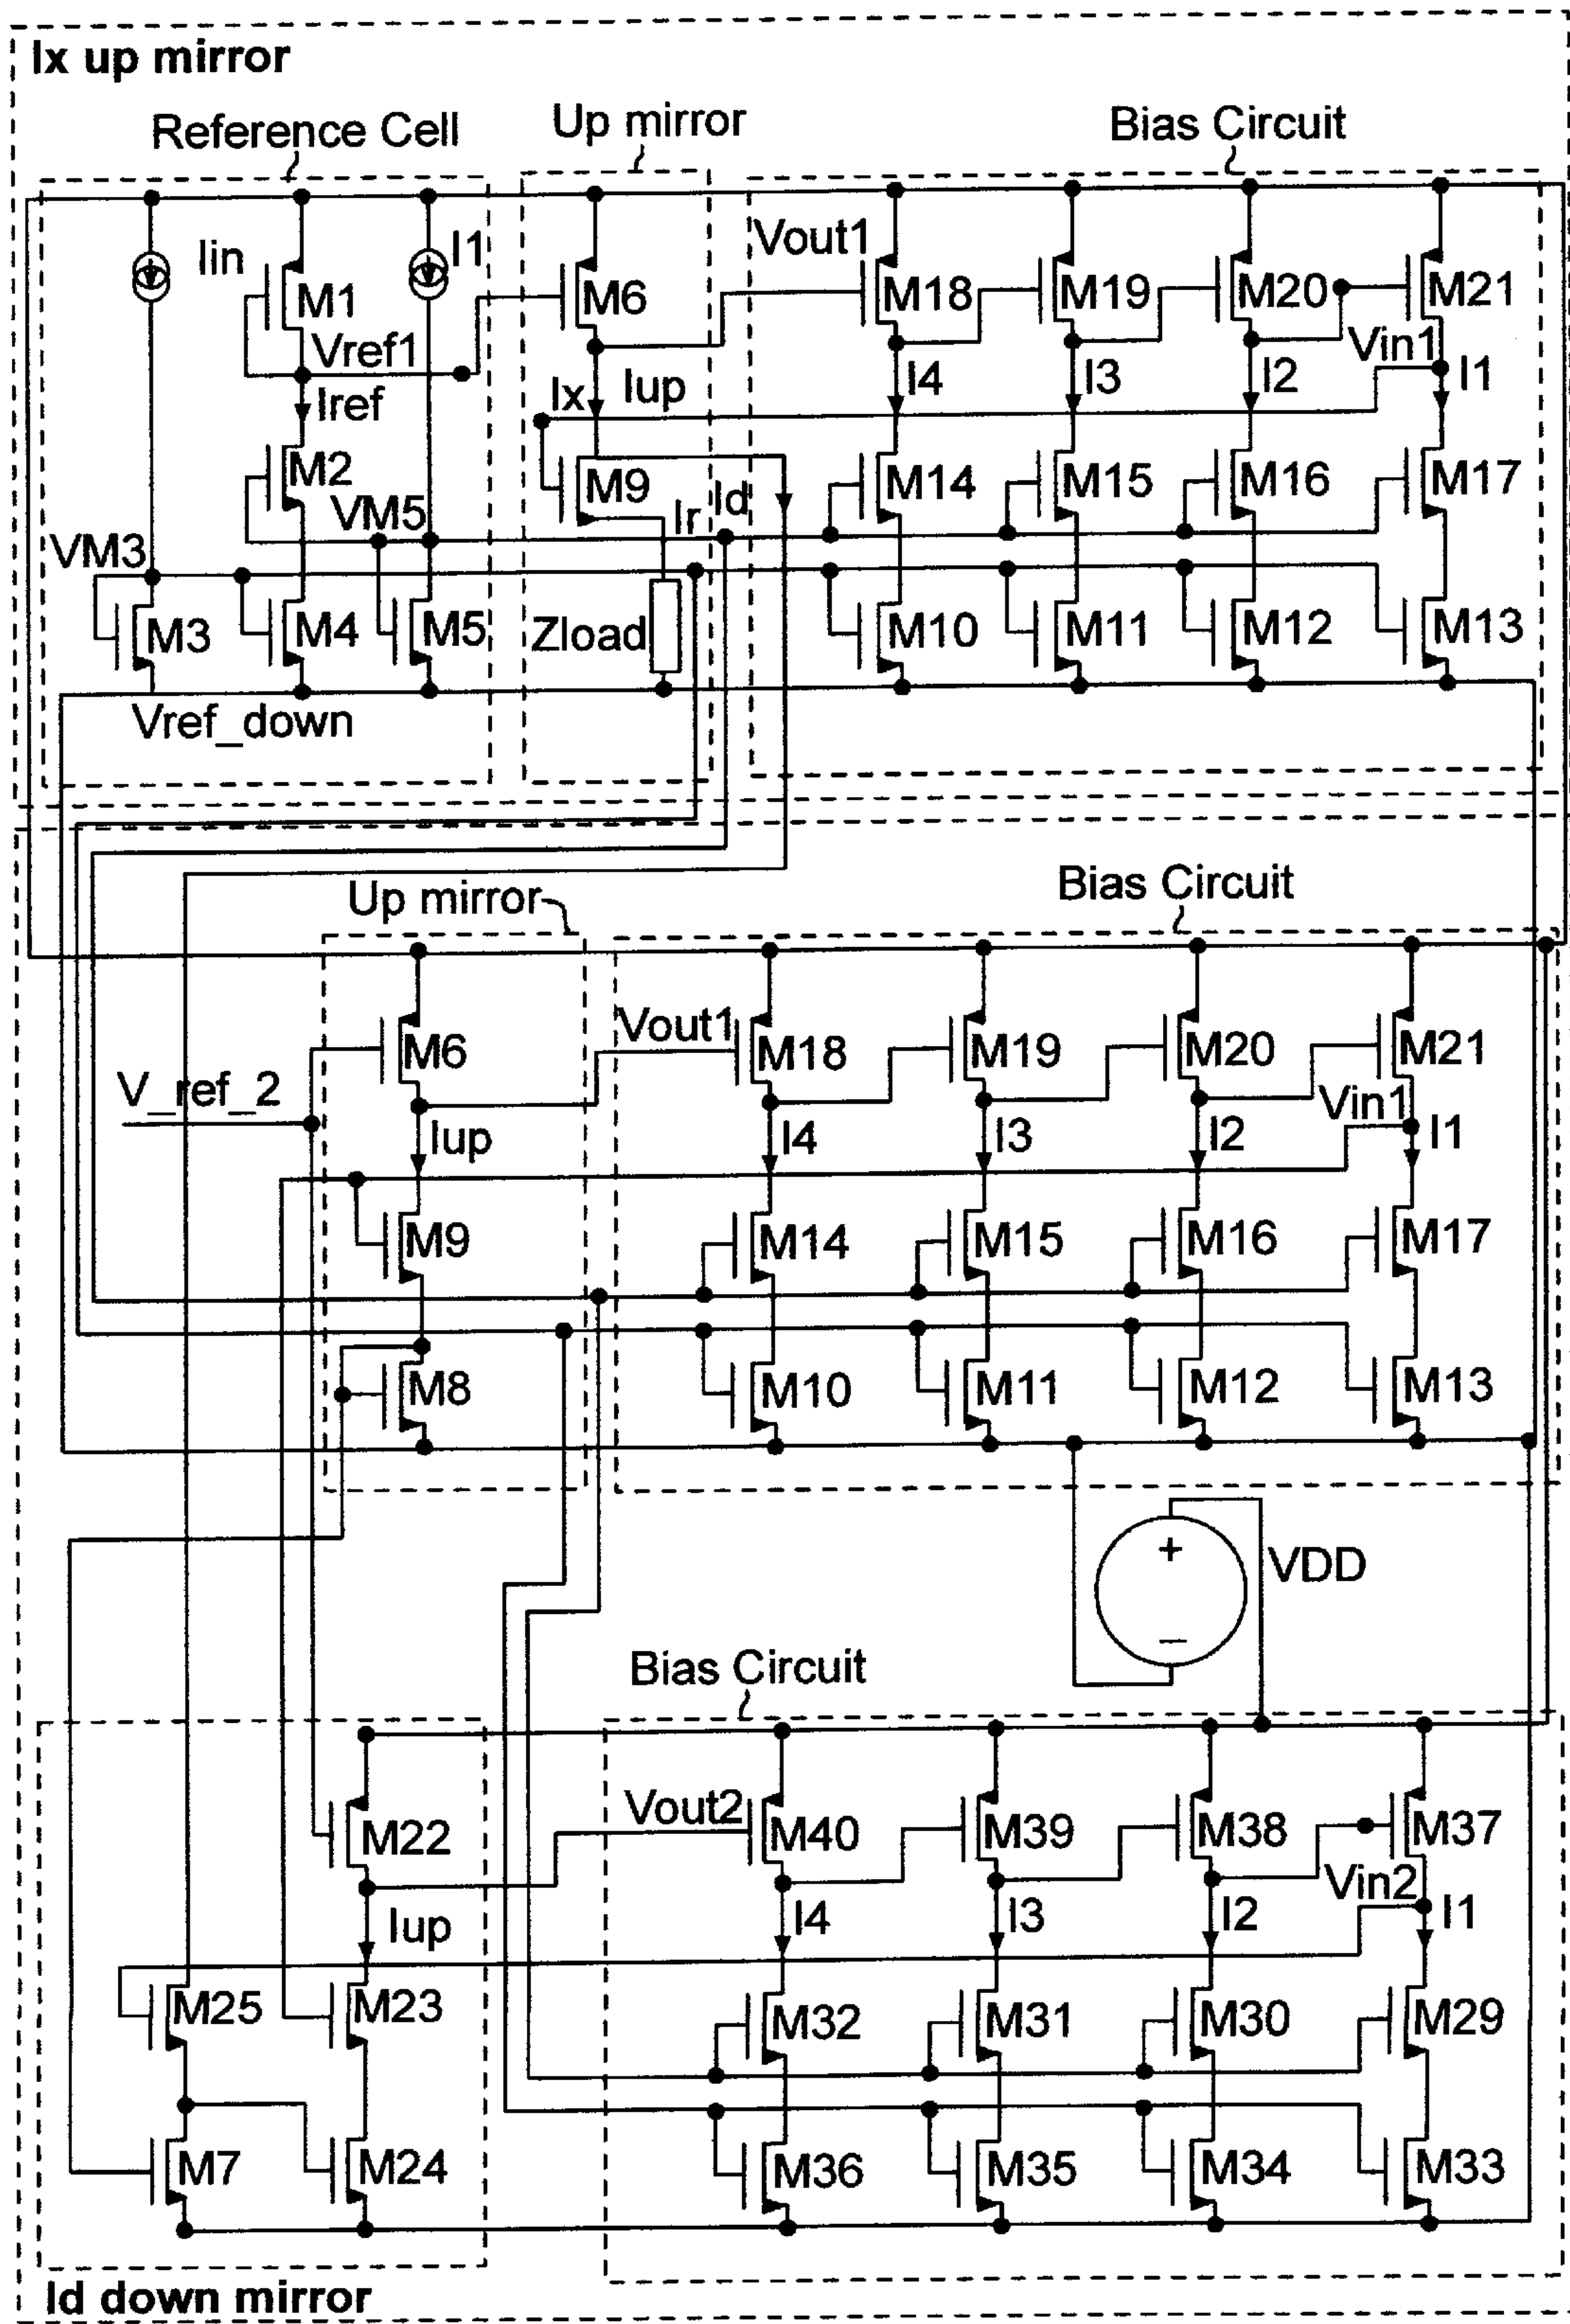 Ix up mirror
Reference Cell
Up mirror
Bias Circuit
Iin
M1
I1
M6
Vout1
M18
M19
M20
M21
Vref1
Vin1
Iref
Ix
Iup
I4
I3
I2
I1
M2
M9
M14
M15
M16
M17
VM5
Ir
Id
VM3
M3
M4
M5
Zload
M10
M11
M12
M13
Vref_down
Up mirror
Bias Circuit
M6
Vout1
M18
M19
M20
M21
V_ref_2
Vin1
Iup
I4
I3
I2
I1
M9
M14
M15
M16
M17
M8
M10
M11
M12
M13
+
VDD
–
Bias Circuit
M22
Vout2
M40
M39
M38
M37
Vin2
Iup
I4
I3
I2
I1
M25
M23
M32
M31
M30
M29
M7
M24
M36
M35
M34
M33
Id down mirror